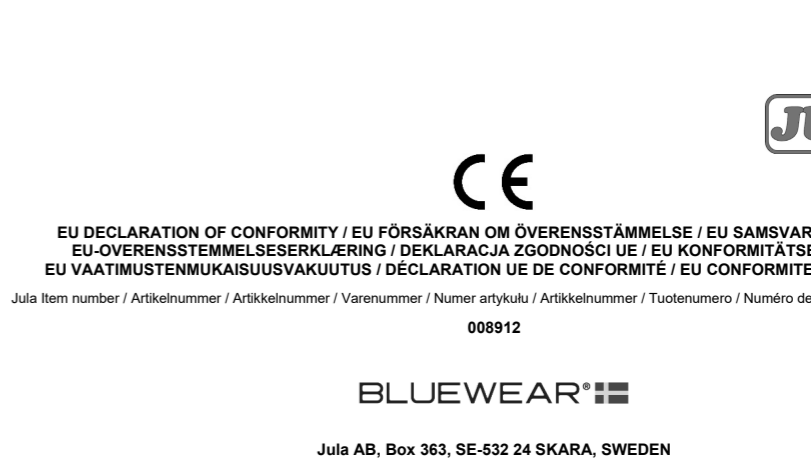 CE
EU DECLARATION OF CONFORMITY / EU FÖRSÄKRAN OM ÖVERENSSTÄMMELSE / EU SAMSVAR
EU-OVERENSSTEMMELSESERKLÆRING / DEKLARACJA ZGODNOŚCI UE / EU KONFORMITÄTSE
EU VAATIMUSTENMUKAISUUSVAKUUTUS / DÉCLARATION UE DE CONFORMITÉ / EU CONFORMITE
Jula Item number / Artikelnummer / Artikkelnummer / Varenummer / Numer artykułu / Artikkelnummer / Tuotenumero / Numéro de
008912
BLUEWEAR®
Jula AB, Box 363, SE-532 24 SKARA, SWEDEN